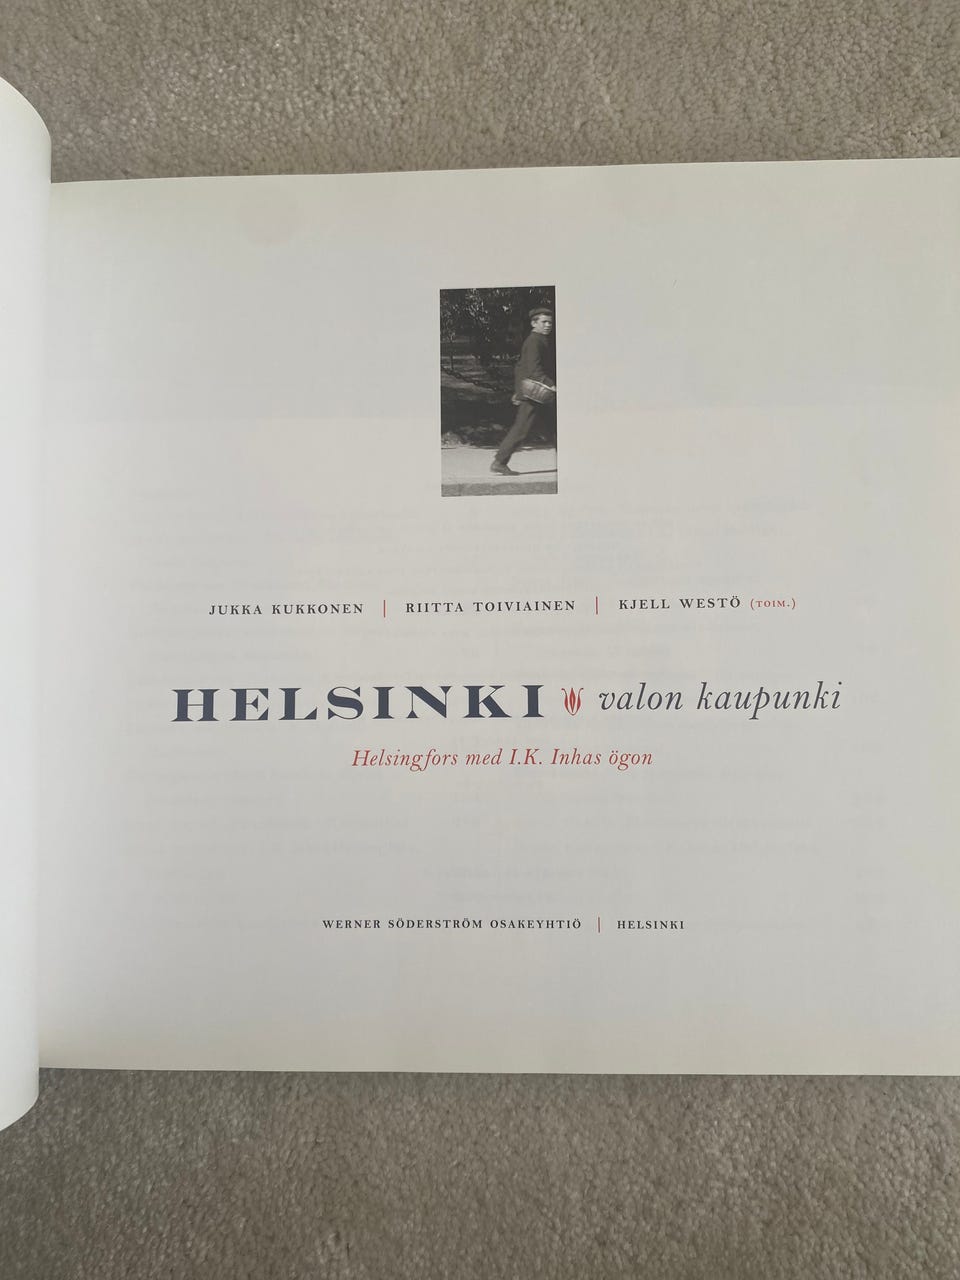 JUKKA KUKKONEN | RIITTA TOIVIAINEN | KJELL WESTÖ (TOIM.)
HELSINKI valon kaupunki
Helsingfors med I.K. Inhas ögon
WERNER SÖDERSTRÖM OSAKEYHTIÖ | HELSINKI